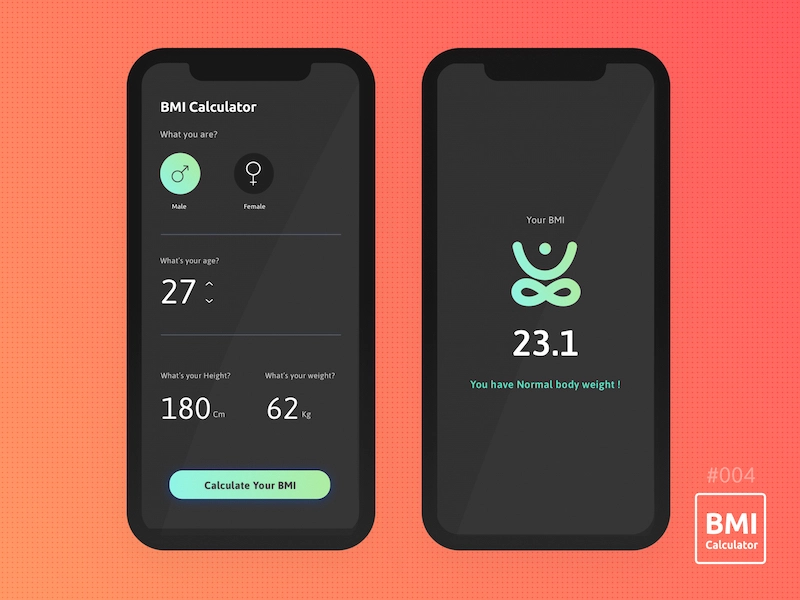 BMI Calculator
What you are?
Male
Female
What's your age?
27
What's your Height?
What's your weight?
180 Cm
62 Kg
Calculate Your BMI
Your BMI
23.1
You have Normal body weight !
#004
BMI
Calculator